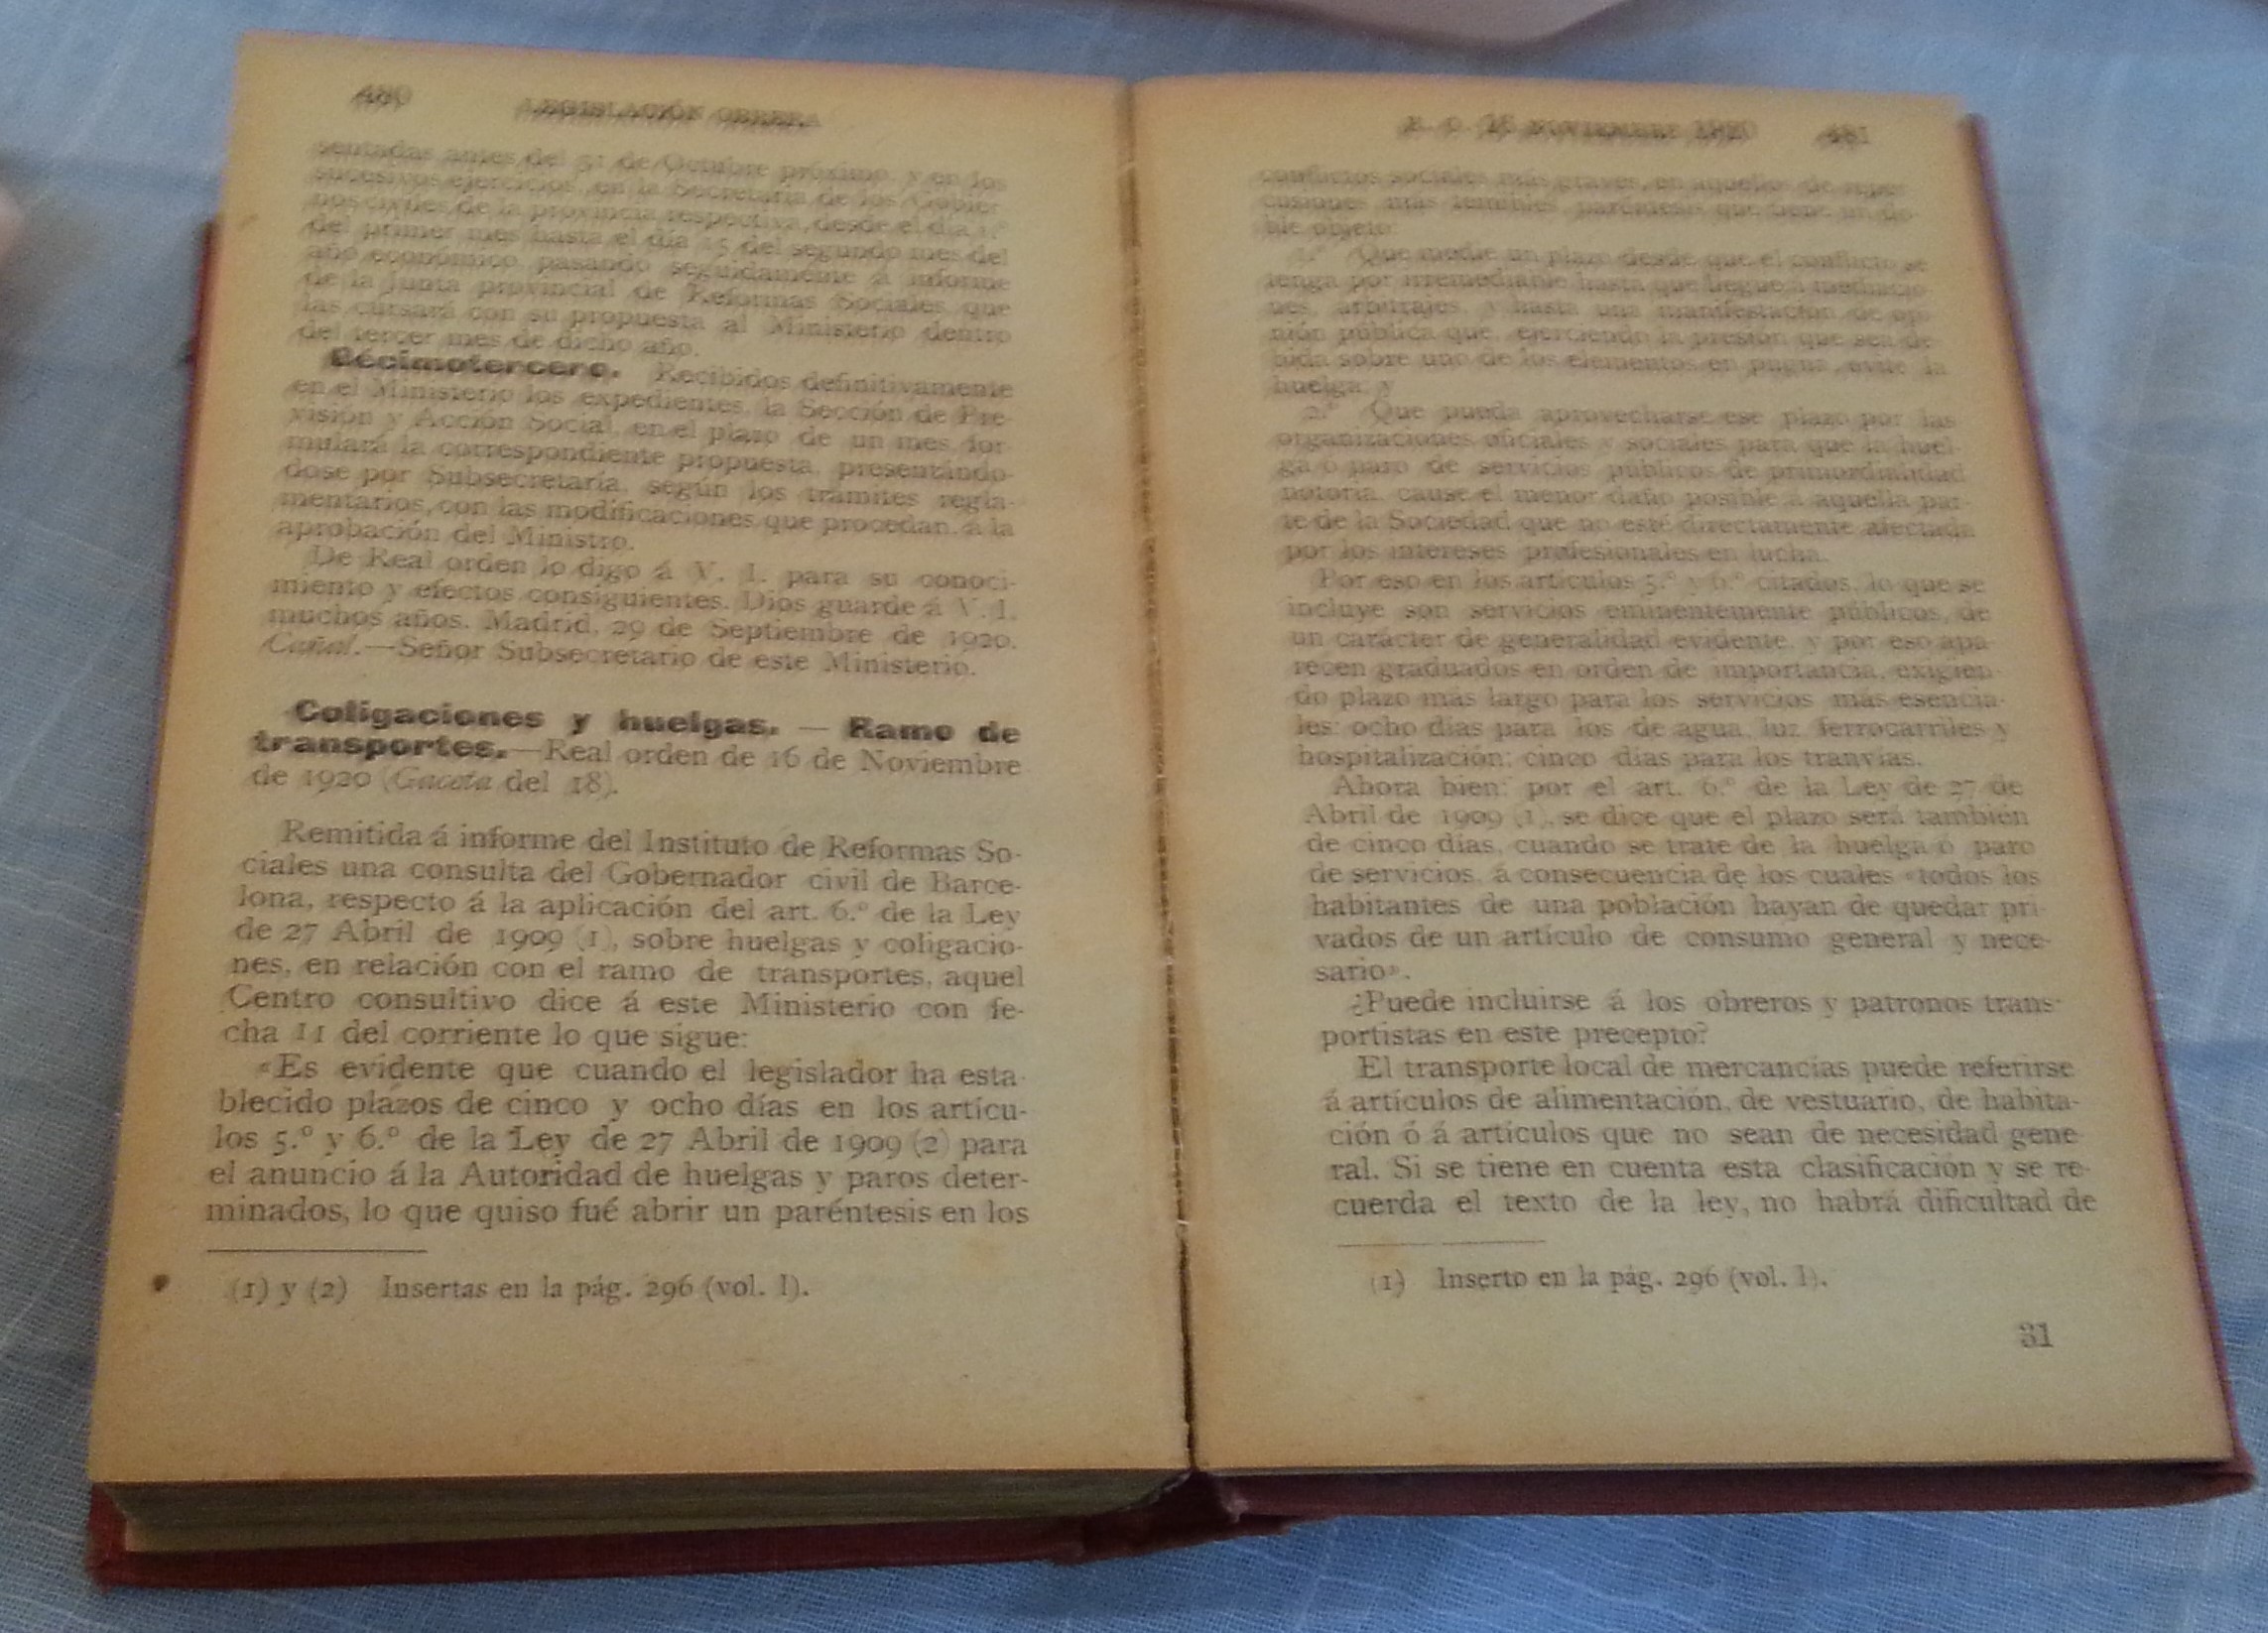 480 LEGISLACIÓN OBRERA
sentadas antes del 31 de Octubre próximo y en los
sucesivos ejercicios en la Secretaría de los Gobier-
nos civiles de la provincia respectiva, desde el día 1.º
del primer mes hasta el día 15 del segundo mes del
año económico, pasando seguidamente á informe
de la Junta provincial de Reformas Sociales, que
las cursará con su propuesta al Ministerio dentro
del tercer mes de dicho año.
Décimotercero. Recibidos definitivamente
en el Ministerio los expedientes, la Sección de Pre-
visión y Acción Social, en el plazo de un mes, for-
mulará la correspondiente propuesta, presentándo-
dose por Subsecretaría, según los trámites regla-
mentarios, con las modificaciones que procedan, á la
aprobación del Ministro.
De Real orden lo digo á V. I. para su conoci-
miento y efectos consiguientes. Dios guarde á V. I.
muchos años. Madrid, 29 de Septiembre de 1920.
Cañal.—Señor Subsecretario de este Ministerio.
Coligaciones y huelgas. — Ramo de
transportes.—Real orden de 16 de Noviembre
de 1920 (Gaceta del 18).
Remitida á informe del Instituto de Reformas So-
ciales una consulta del Gobernador civil de Barce-
lona, respecto á la aplicación del art. 6.º de la Ley
de 27 Abril de 1909 (1), sobre huelgas y coligacio-
nes, en relación con el ramo de transportes, aquel
Centro consultivo dice á este Ministerio con fe-
cha 11 del corriente lo que sigue:
«Es evidente que cuando el legislador ha esta-
blecido plazos de cinco y ocho días en los artícu-
los 5.º y 6.º de la Ley de 27 Abril de 1909 (2) para
el anuncio á la Autoridad de huelgas y paros deter-
minados, lo que quiso fué abrir un paréntesis en los
(1) y (2) Insertas en la pág. 296 (vol. I).
R. O. 16 NOVIEMBRE 1920 481
conflictos sociales más graves, en aquellos de reper-
cusiones más temibles, paréntesis que tiene un do-
ble objeto:
1.º Que medie un plazo desde que el conflicto se
tenga por irremediable hasta que llegue á mediacio-
nes, arbitrajes, y hasta una manifestación de opi-
nión pública que, ejerciendo la presión que sea de-
bida sobre uno de los elementos en pugna, evite la
huelga; y
2.º Que pueda aprovecharse ese plazo por las
organizaciones oficiales y sociales para que la huel-
ga ó paro de servicios públicos de primordialidad
notoria, cause el menor daño posible á aquella par-
te de la Sociedad que no esté directamente afectada
por los intereses profesionales en lucha.
Por eso en los artículos 5.º y 6.º citados, lo que se
incluye son servicios eminentemente públicos, de
un carácter de generalidad evidente, y por eso apa-
recen graduados en orden de importancia, exigien-
do plazo más largo para los servicios más esencia-
les: ocho días para los de agua, luz, ferrocarriles y
hospitalización; cinco días para los tranvías.
Ahora bien: por el art. 6.º de la Ley de 27 de
Abril de 1909 (1), se dice que el plazo será también
de cinco días, cuando se trate de la huelga ó paro
de servicios, á consecuencia de los cuales «todos los
habitantes de una población hayan de quedar pri-
vados de un artículo de consumo general y nece-
sario».
¿Puede incluirse á los obreros y patronos trans-
portistas en este precepto?
El transporte local de mercancías puede referirse
á artículos de alimentación, de vestuario, de habita-
ción ó á artículos que no sean de necesidad gene-
ral. Si se tiene en cuenta esta clasificación y se re-
cuerda el texto de la ley, no habrá dificultad de
(1) Inserto en la pág. 296 (vol. I).
31